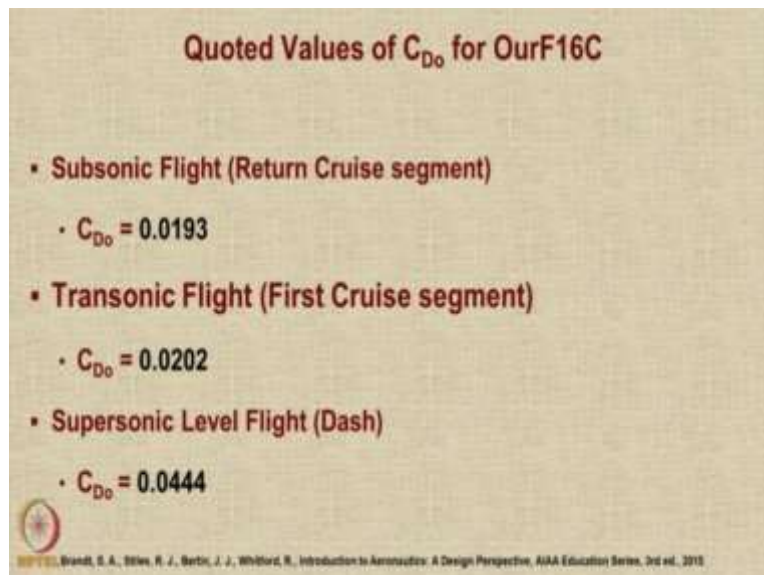 Quoted Values of CDo for OurF16C
▪ Subsonic Flight (Return Cruise segment)
• CDo = 0.0193
▪ Transonic Flight (First Cruise segment)
• CDo = 0.0202
▪ Supersonic Level Flight (Dash)
• CDo = 0.0444
NPTEL Brandt, S. A., Stiles, R. J., Bertin, J. J., Whitford, R., Introduction to Aeronautics: A Design Perspective, AIAA Education Series, 3rd ed., 2015